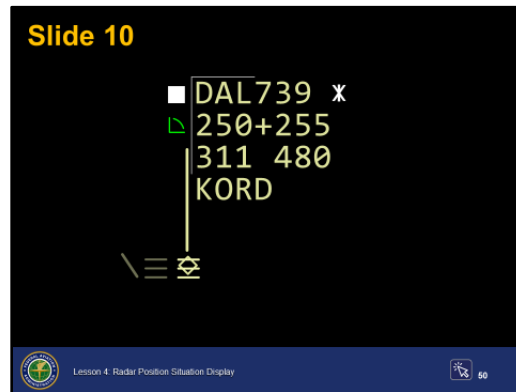 Slide 10
DAL739
250+255
311 480
KORD
Lesson 4: Radar Position Situation Display
50